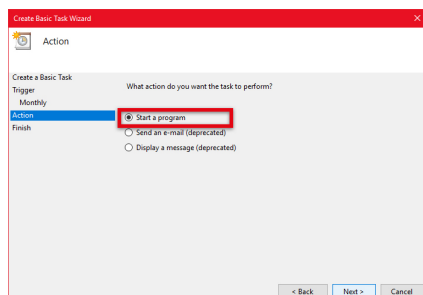 Create Basic Task Wizard
Action
Create a Basic Task
Trigger
Monthly
Action
Finish
What action do you want the task to perform?
Start a program
Send an e-mail (deprecated)
Display a message (deprecated)
< Back Next > Cancel